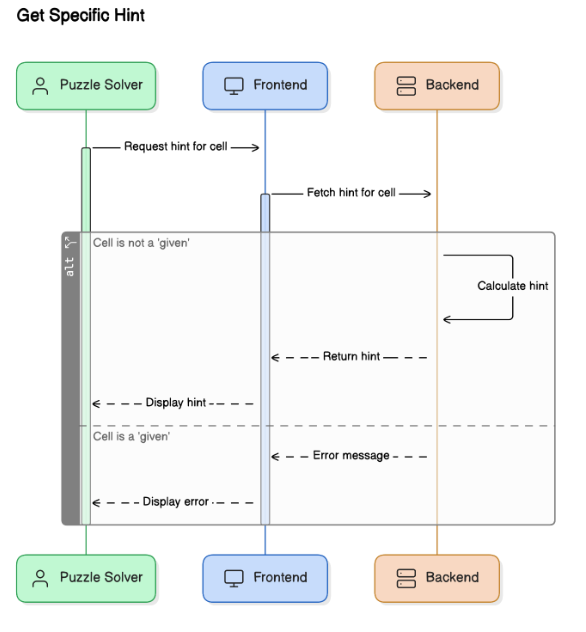 Get Specific Hint
Puzzle Solver
Frontend
Backend
Request hint for cell
Fetch hint for cell
alt
Cell is not a 'given'
Calculate hint
Return hint
Display hint
Cell is a 'given'
Error message
Display error
Puzzle Solver
Frontend
Backend